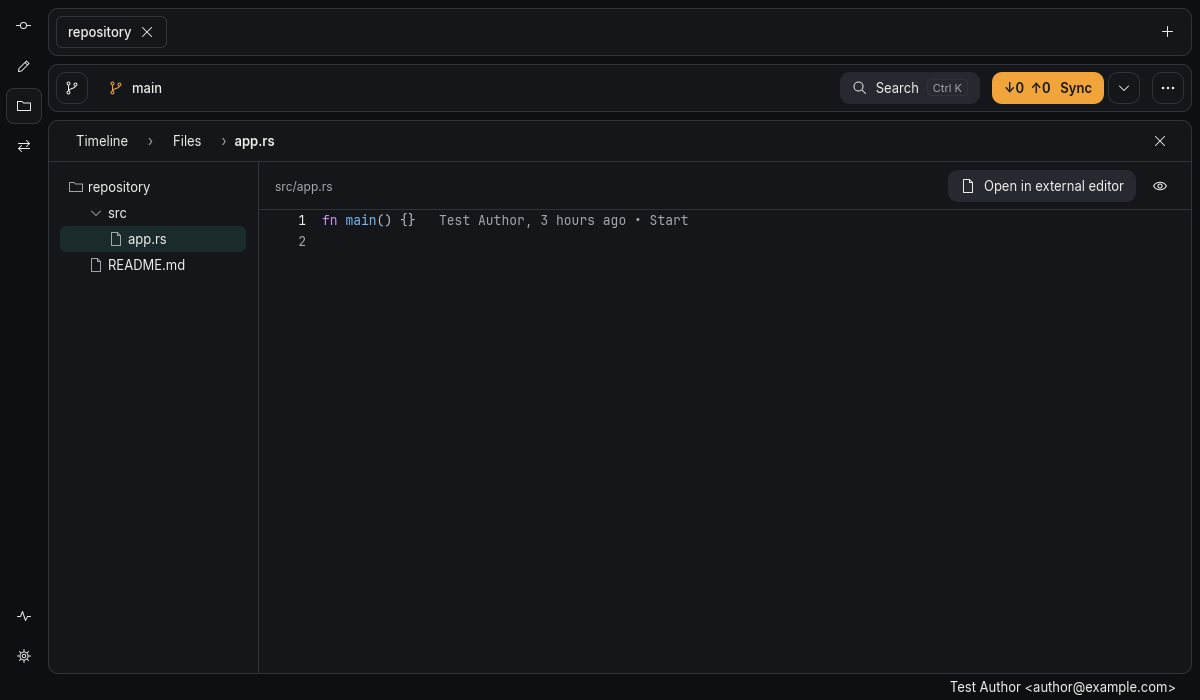 repository
main
Search Ctrl K
↓0 ↑0 Sync
Timeline › Files › app.rs
repository
src
app.rs
README.md
src/app.rs
Open in external editor
1 fn main() {} Test Author, 3 hours ago • Start
2
Test Author <author@example.com>